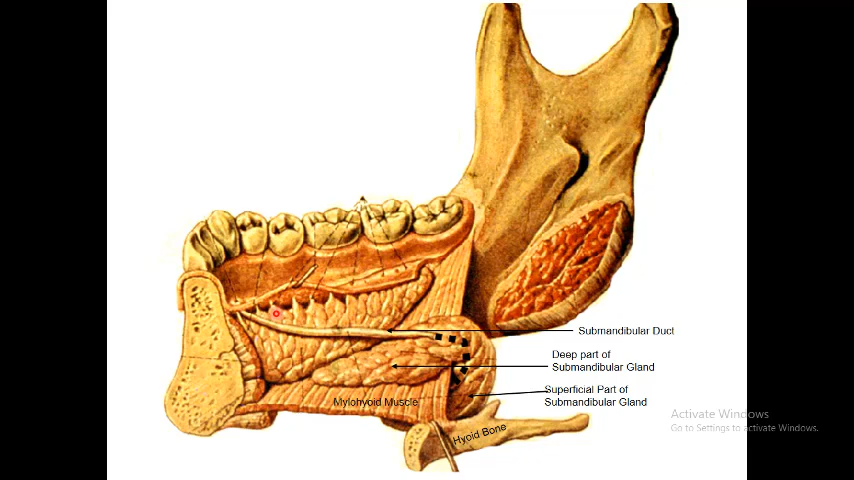 Submandibular Duct
Deep part of
Submandibular Gland
Superficial Part of
Submandibular Gland
Mylohyoid Muscle
Hyoid Bone
Activate Windows
Go to Settings to activate Windows.